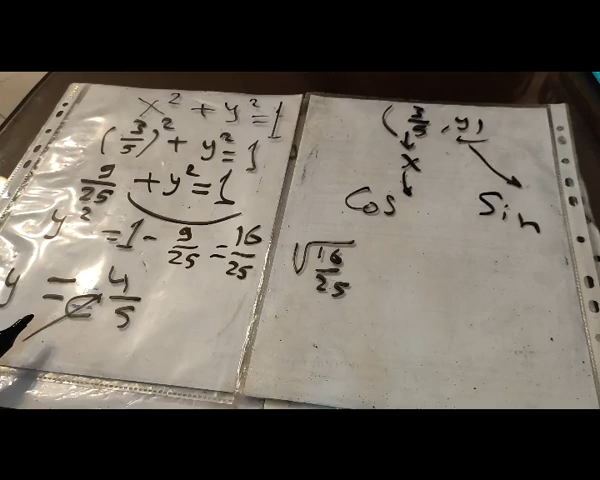 x² + y² = 1
(3/5)² + y² = 1
9/25 + y² = 1
y² = 1 - 9/25 = 16/25
y = - 4/5
(3/5, y)
x
Cos Sin
√16/25